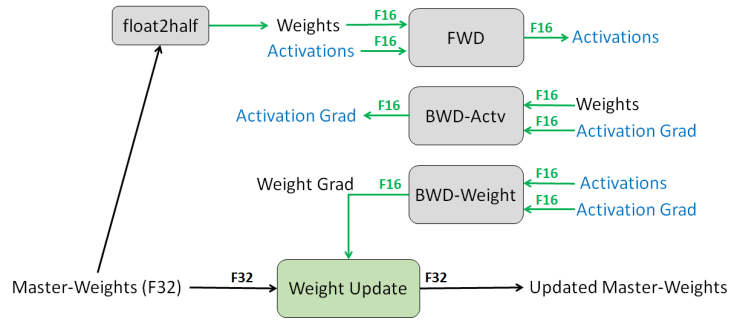 float2half
Weights
F16
Activations
F16
FWD
F16
Activations
Activation Grad
F16
BWD-Actv
F16
Weights
F16
Activation Grad
Weight Grad
F16
BWD-Weight
F16
Activations
F16
Activation Grad
Master-Weights (F32)
F32
Weight Update
F32
Updated Master-Weights